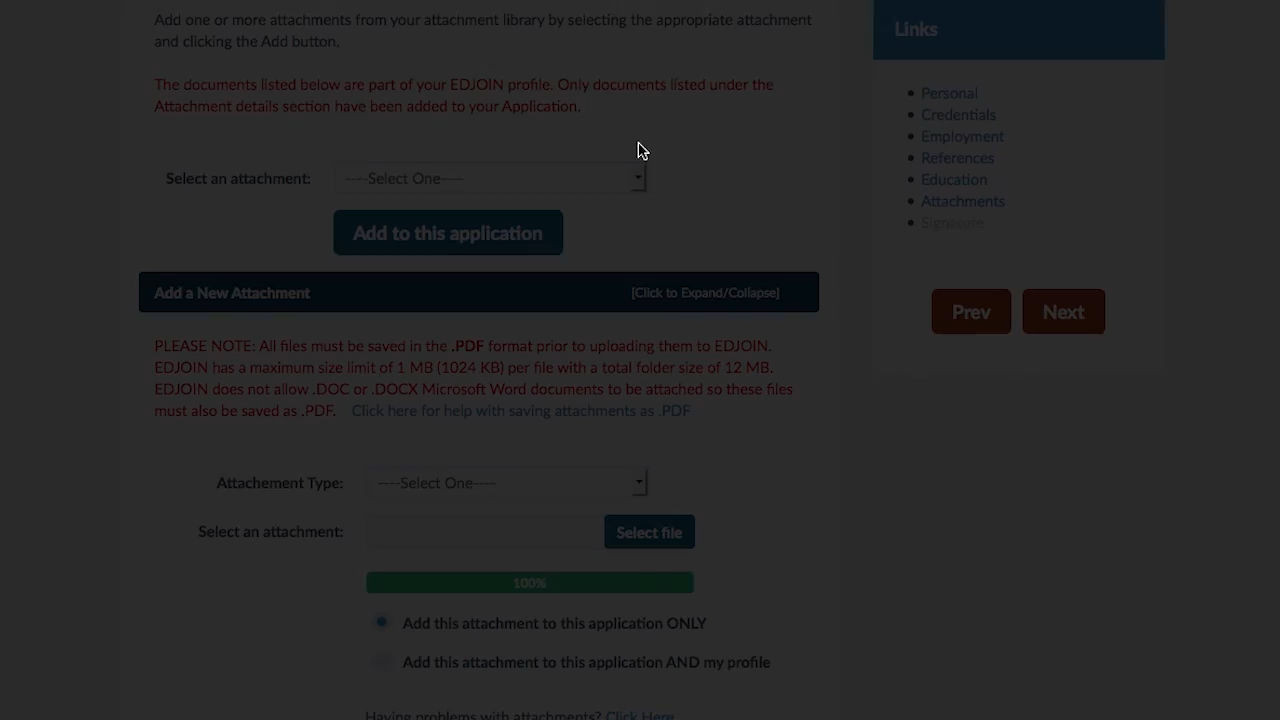 Add one or more attachments from your attachment library by selecting the appropriate attachment
and clicking the Add button.
The documents listed below are part of your EDJOIN profile. Only documents listed under the
Attachment details section have been added to your Application.
Select an attachment: ----Select One----
Add to this application
Add a New Attachment [Click to Expand/Collapse]
PLEASE NOTE: All files must be saved in the .PDF format prior to uploading them to EDJOIN.
EDJOIN has a maximum size limit of 1 MB (1024 KB) per file with a total folder size of 12 MB.
EDJOIN does not allow .DOC or .DOCX Microsoft Word documents to be attached so these files
must also be saved as .PDF. Click here for help with saving attachments as .PDF
Attachement Type: ----Select One----
Select an attachment: Select file
100%
Add this attachment to this application ONLY
Add this attachment to this application AND my profile
Having problems with attachments? Click Here
Links
Personal
Credentials
Employment
References
Education
Attachments
Signature
Prev Next